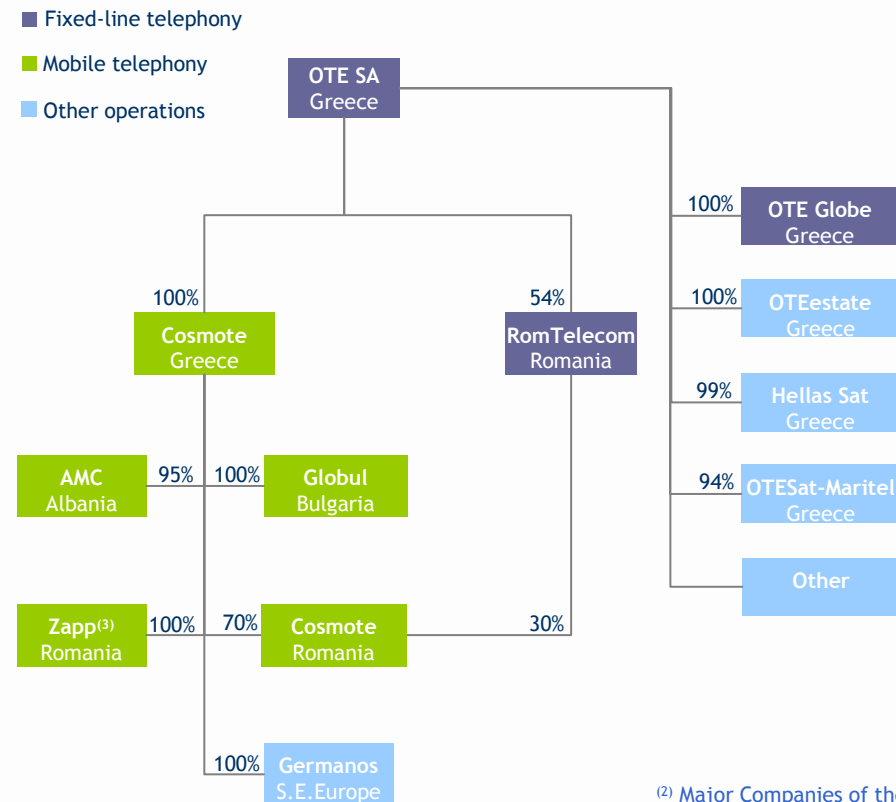 Fixed-line telephony
Mobile telephony
Other operations
OTE SA
Greece
100%
OTE Globe
Greece
100%
OTEestate
Greece
99%
Hellas Sat
Greece
94%
OTESat-Maritel
Greece
Other
100%
Cosmote
Greece
54%
RomTelecom
Romania
AMC
Albania
95%
100%
Globul
Bulgaria
Zapp(3)
Romania
100%
70%
Cosmote
Romania
30%
100%
Germanos
S.E.Europe
(2) Major Companies of the